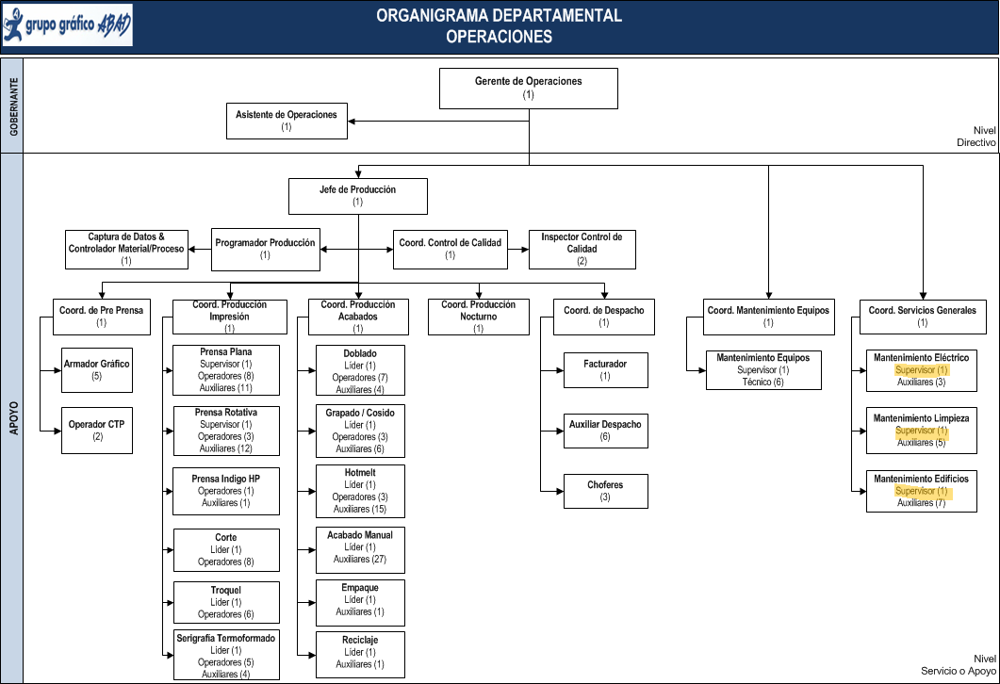 grupo gráfico ABAD
ORGANIGRAMA DEPARTAMENTAL
OPERACIONES
GOBERNANTE
Gerente de Operaciones
(1)
Asistente de Operaciones
(1)
Nivel
Directivo
APOYO
Jefe de Producción
(1)
Captura de Datos &
Controlador Material/Proceso
(1)
Programador Producción
(1)
Coord. Control de Calidad
(1)
Inspector Control de
Calidad
(2)
Coord. de Pre Prensa
(1)
Coord. Producción
Impresión
(1)
Coord. Producción
Acabados
(1)
Coord. Producción
Nocturno
(1)
Coord. de Despacho
(1)
Coord. Mantenimiento Equipos
(1)
Coord. Servicios Generales
(1)
Armador Gráfico
(5)
Operador CTP
(2)
Prensa Plana
Supervisor (1)
Operadores (8)
Auxiliares (11)
Prensa Rotativa
Supervisor (1)
Operadores (3)
Auxiliares (12)
Prensa Indigo HP
Operadores (1)
Auxiliares (1)
Corte
Líder (1)
Operadores (8)
Troquel
Lider (1)
Operadores (6)
Serigrafía Termoformado
Lider (1)
Operadores (5)
Auxiliares (4)
Doblado
Líder (1)
Operadores (7)
Auxiliares (4)
Grapado / Cosido
Líder (1)
Operadores (3)
Auxiliares (6)
Hotmelt
Líder (1)
Operadores (3)
Auxiliares (15)
Acabado Manual
Líder (1)
Auxiliares (27)
Empaque
Líder (1)
Auxiliares (1)
Reciclaje
Líder (1)
Auxiliares (1)
Facturador
(1)
Auxiliar Despacho
(6)
Choferes
(3)
Mantenimiento Equipos
Supervisor (1)
Técnico (6)
Mantenimiento Eléctrico
Supervisor (1)
Auxiliares (3)
Mantenimiento Limpieza
Supervisor (1)
Auxiliares (5)
Mantenimiento Edificios
Supervisor (1)
Auxiliares (7)
Nivel
Servicio o Apoyo